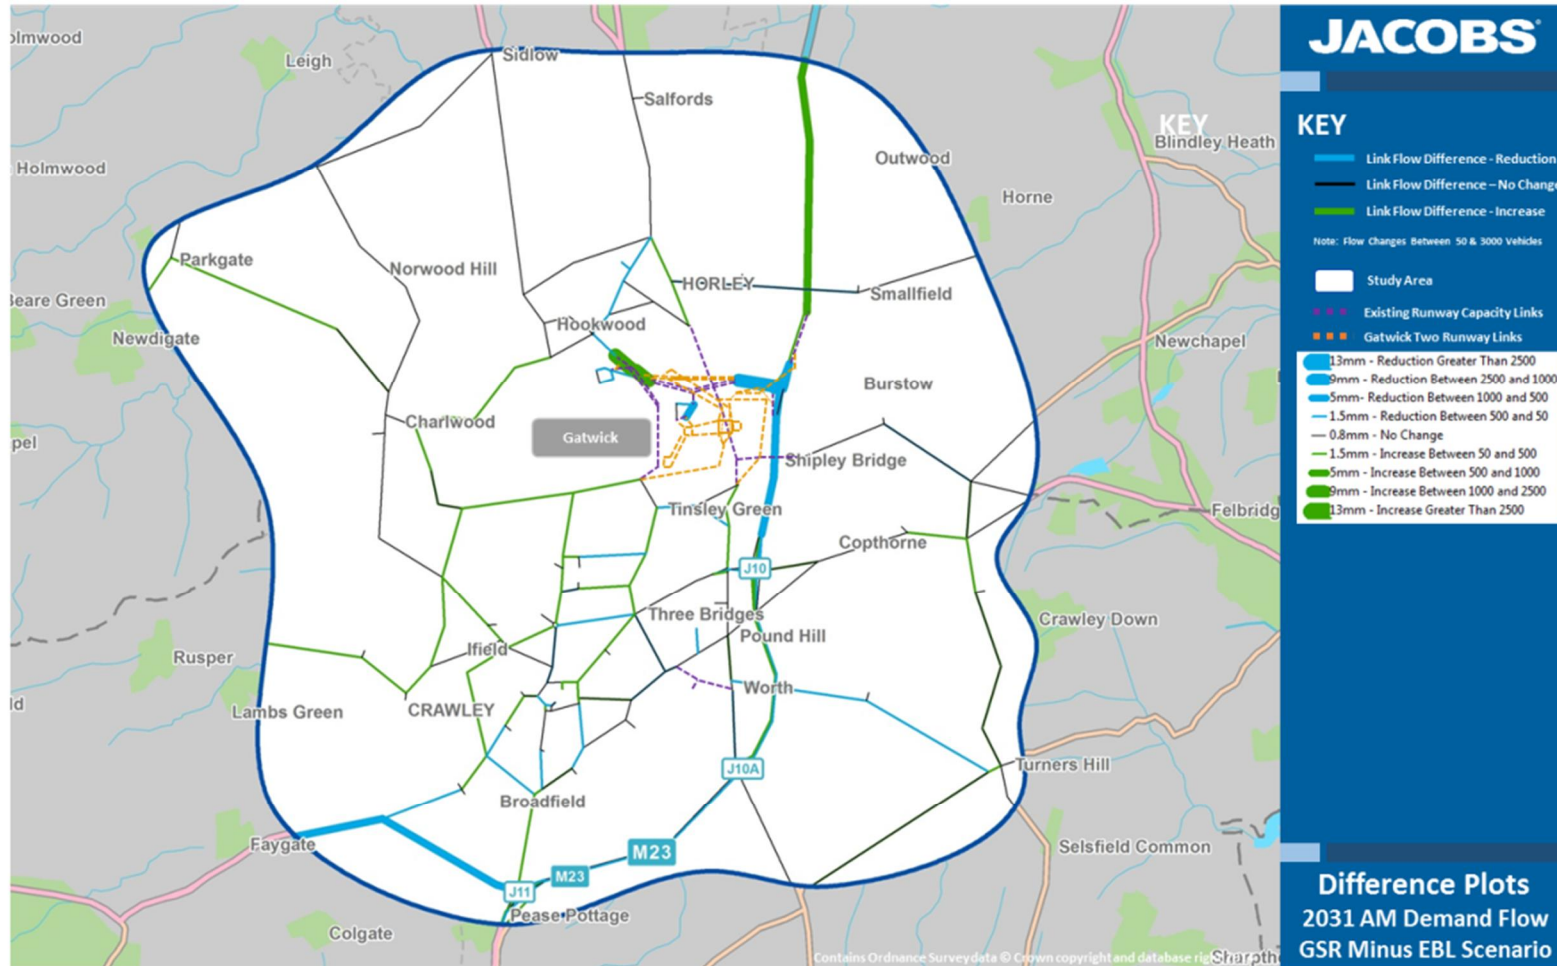 olmwood
Leigh
Sidlow
Salfords
Outwood
KEY
Blindley Heath
Holmwood
Horne
Parkgate
Norwood Hill
HORLEY
Smallfield
Beare Green
Newdigate
Hookwood
Newchapel
Burstow
Charlwood
Gatwick
pel
Shipley Bridge
Tinsley Green
Felbridg
Copthorne
J10
Three Bridges
Pound Hill
Crawley Down
Ifield
Rusper
Worth
ld
Lambs Green
CRAWLEY
J10A
Turners Hill
Broadfield
Faygate
M23
M23
J11
Selsfield Common
Pease Pottage
Colgate
Contains Ordnance Survey data © Crown copyright and database
Sharpth
JACOBS
KEY
Link Flow Difference - Reduction
Link Flow Difference – No Change
Link Flow Difference - Increase
Note: Flow Changes Between 50 & 3000 Vehicles
Study Area
Existing Runway Capacity Links
Gatwick Two Runway Links
13mm - Reduction Greater Than 2500
9mm - Reduction Between 2500 and 1000
5mm- Reduction Between 1000 and 500
1.5mm - Reduction Between 500 and 50
0.8mm - No Change
1.5mm - Increase Between 50 and 500
5mm - Increase Between 500 and 1000
9mm - Increase Between 1000 and 2500
13mm - Increase Greater Than 2500
Difference Plots
2031 AM Demand Flow
GSR Minus EBL Scenario